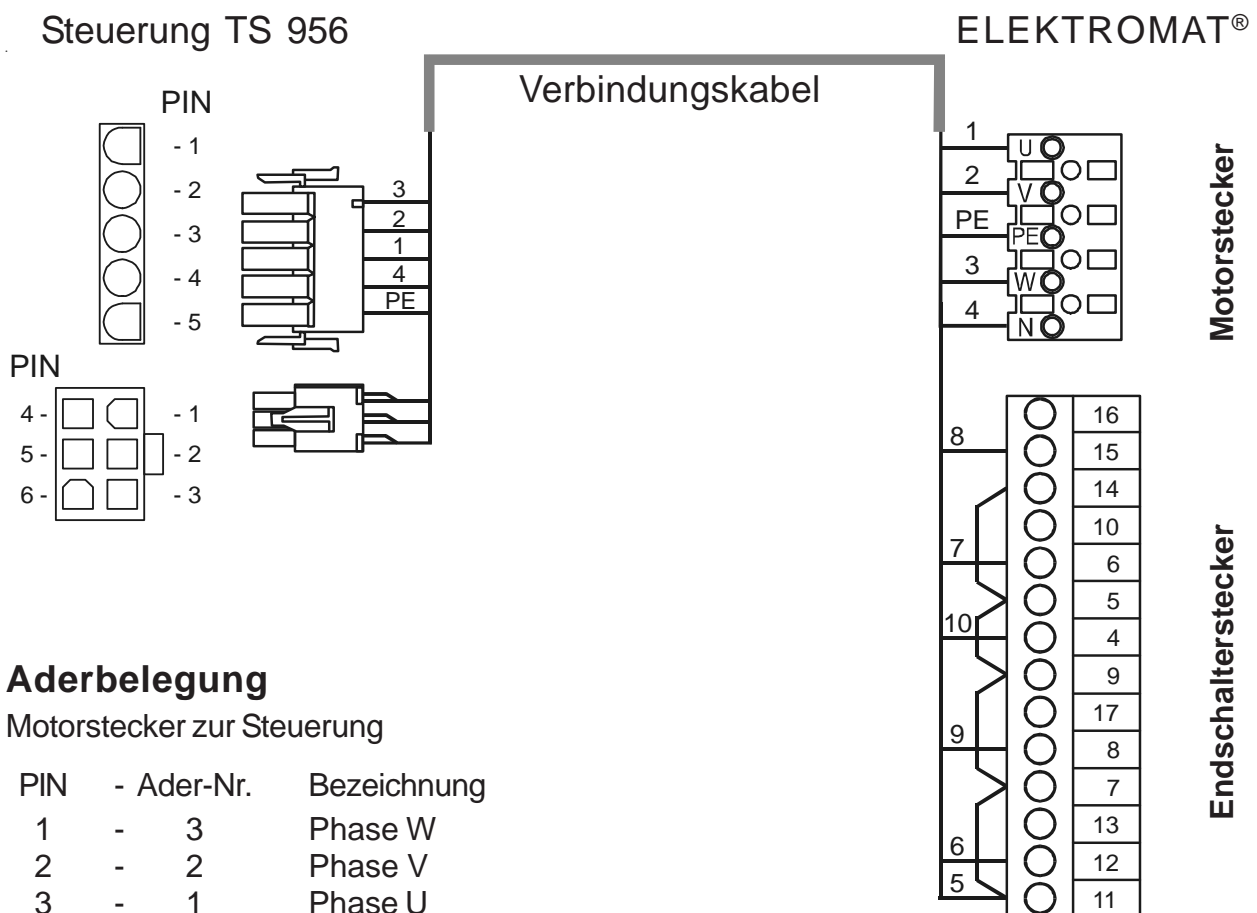 Steuerung TS 956
ELEKTROMAT®
Verbindungskabel
PIN
- 1
- 2
- 3
- 4
- 5
3
2
1
4
PE
PIN
4 -
5 -
6 -
- 1
- 2
- 3
1
2
PE
3
4
U
V
PE
W
N
Motorstecker
8
7
10
9
6
5
16
15
14
10
6
5
4
9
17
8
7
13
12
11
Endschalterstecker
Aderbelegung
Motorstecker zur Steuerung
PIN - Ader-Nr. Bezeichnung
1 - 3 Phase W
2 - 2 Phase V
3 - 1 Phase U